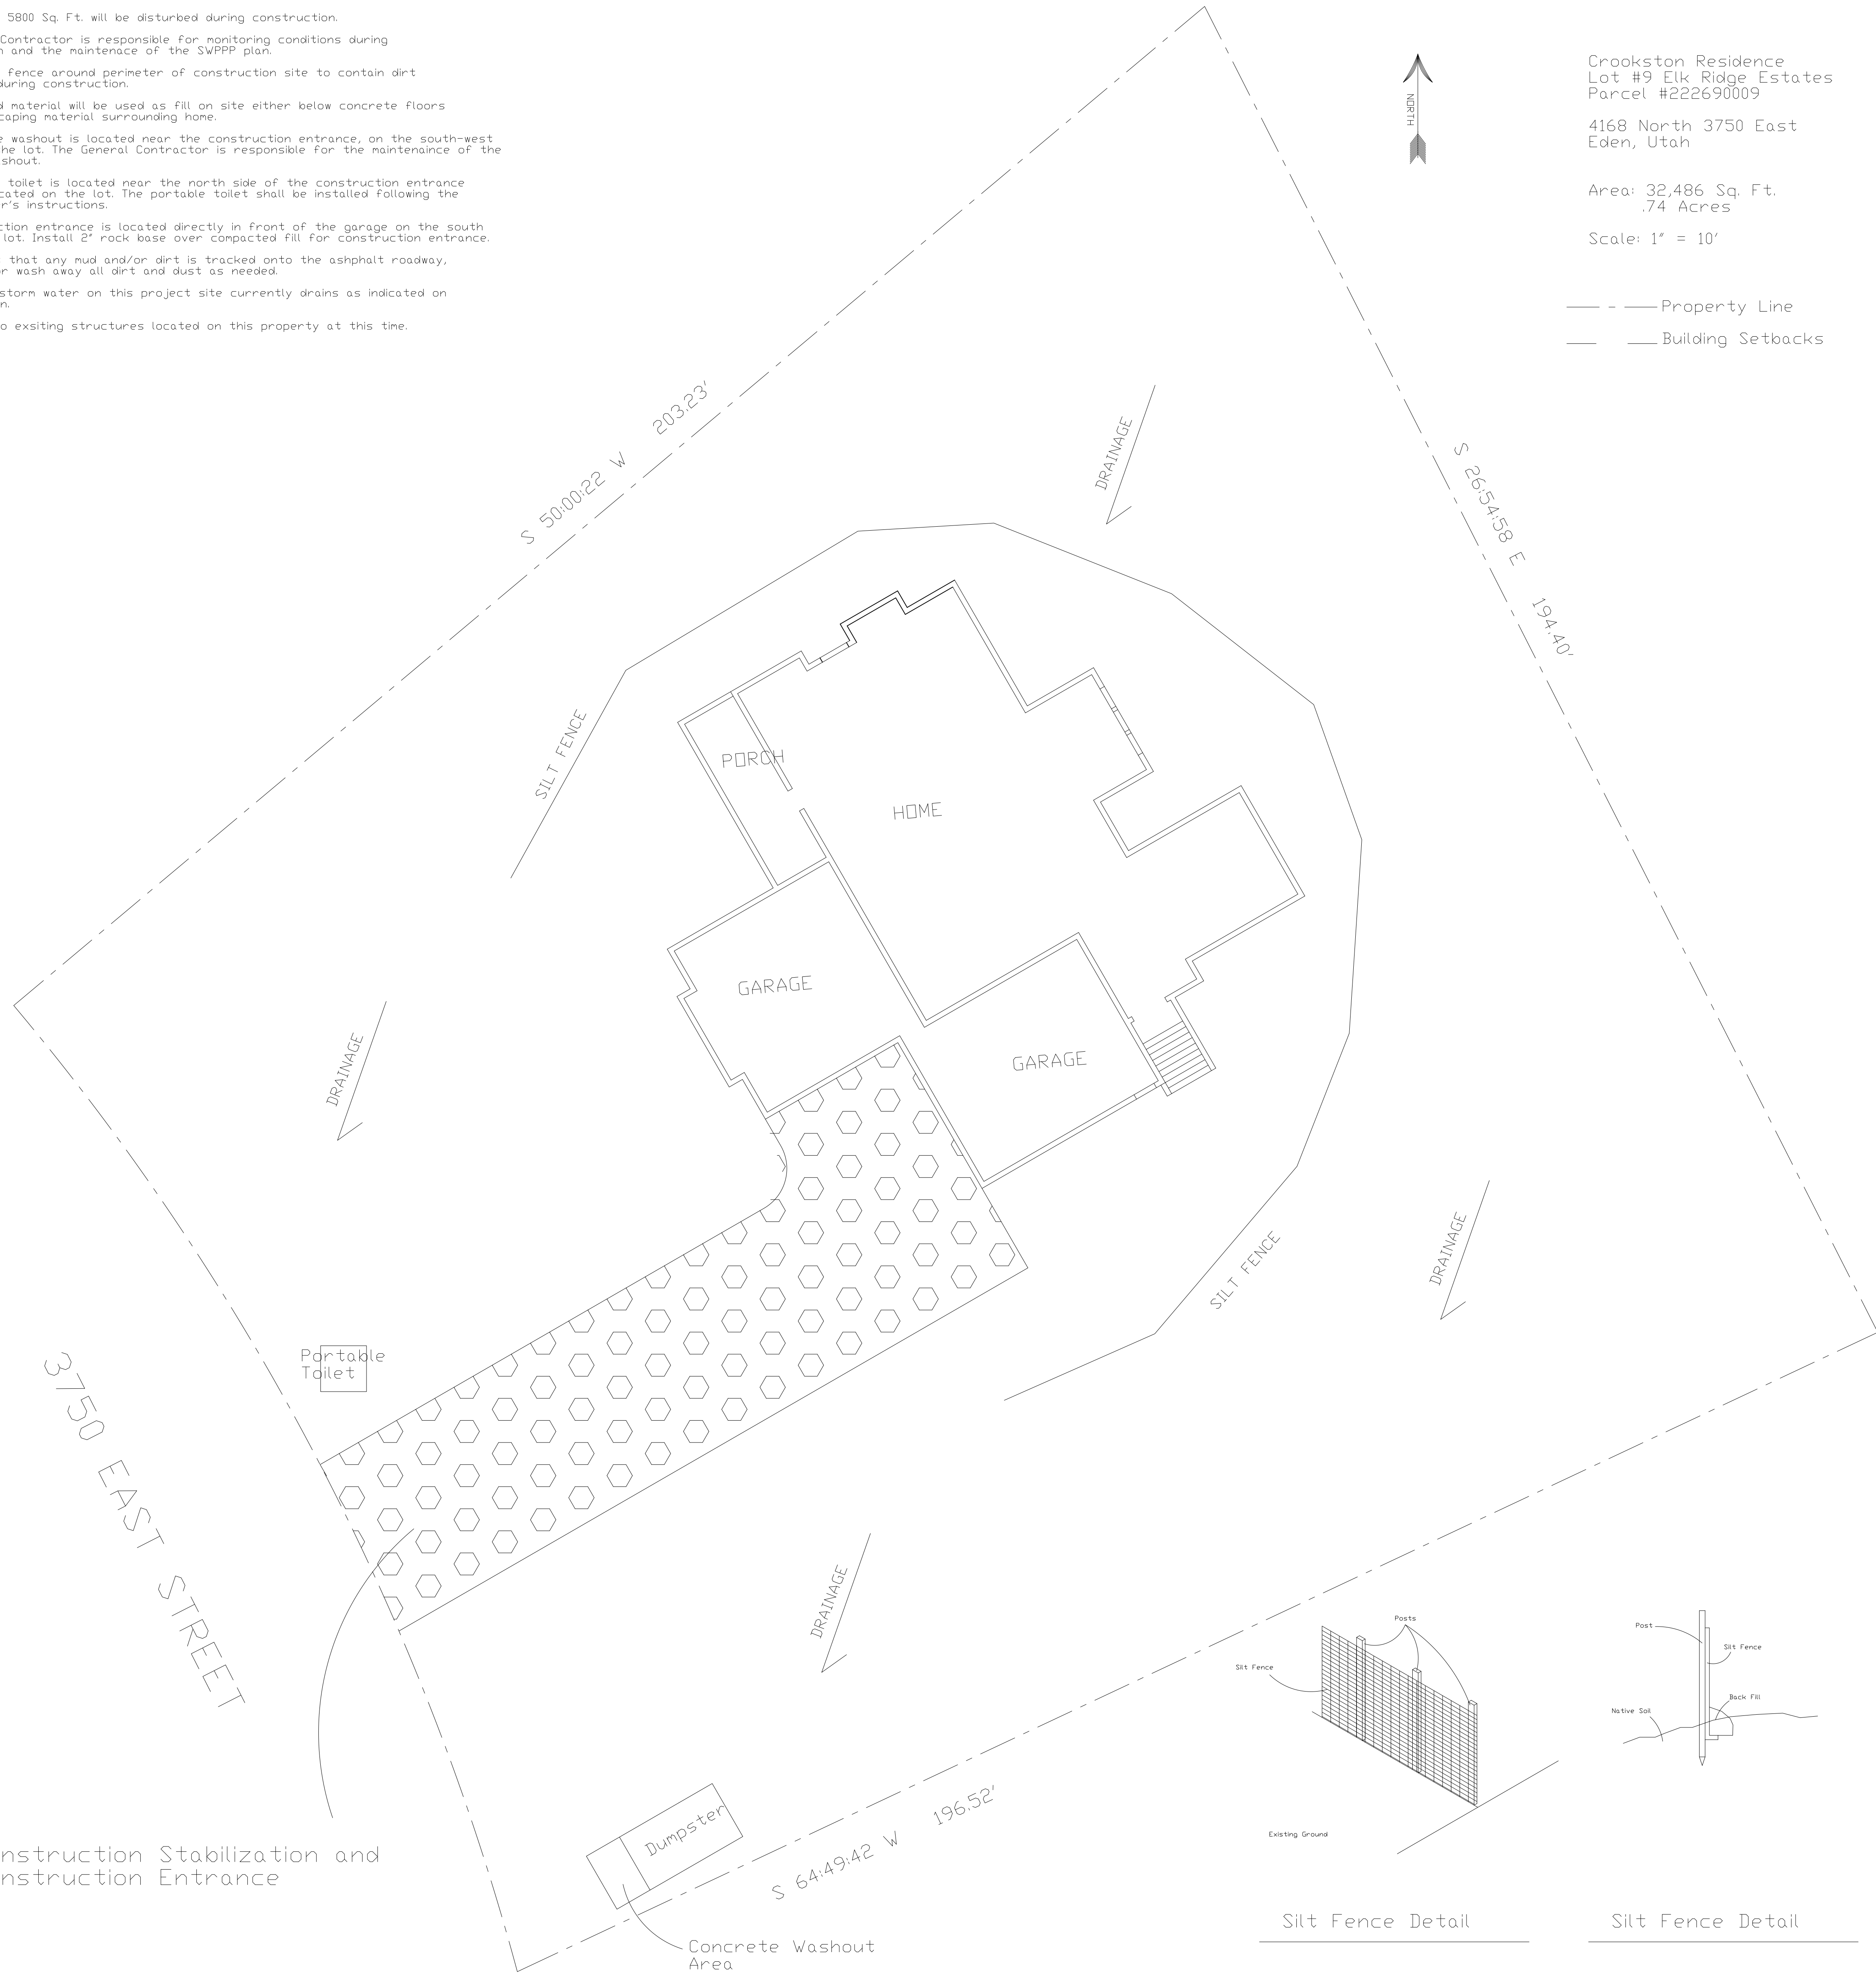 5800 Sq. Ft. will be disturbed during construction.
Contractor is responsible for monitoring conditions during
and the maintenace of the SWPPP plan.
fence around perimeter of construction site to contain dirt
during construction.
material will be used as fill on site either below concrete floors
caping material surrounding home.
washout is located near the construction entrance, on the south-west
the lot. The General Contractor is responsible for the maintenaince of the
shout.
toilet is located near the north side of the construction entrance
cated on the lot. The portable toilet shall be installed following the
r's instructions.
ction entrance is located directly in front of the garage on the south
lot. Install 2" rock base over compacted fill for construction entrance.
that any mud and/or dirt is tracked onto the ashphalt roadway,
or wash away all dirt and dust as needed.
storm water on this project site currently drains as indicated on
n.
o exsiting structures located on this property at this time.
NORTH
Crookston Residence
Lot #9 Elk Ridge Estates
Parcel #222690009
4168 North 3750 East
Eden, Utah
Area: 32,486 Sq. Ft.
.74 Acres
Scale: 1" = 10'
Property Line
Building Setbacks
S 50:00:22 W 203.23'
S 26:54:58 E 194.40'
DRAINAGE
SILT FENCE
PORCH
HOME
GARAGE
GARAGE
DRAINAGE
DRAINAGE
SILT FENCE
Portable
Toilet
3750 EAST STREET
DRAINAGE
Dumpster
S 64:49:42 W 196.52'
nstruction Stabilization and
nstruction Entrance
Concrete Washout
Area
Posts
Silt Fence
Existing Ground
Silt Fence Detail
Post
Silt Fence
Back Fill
Native Soil
Silt Fence Detail